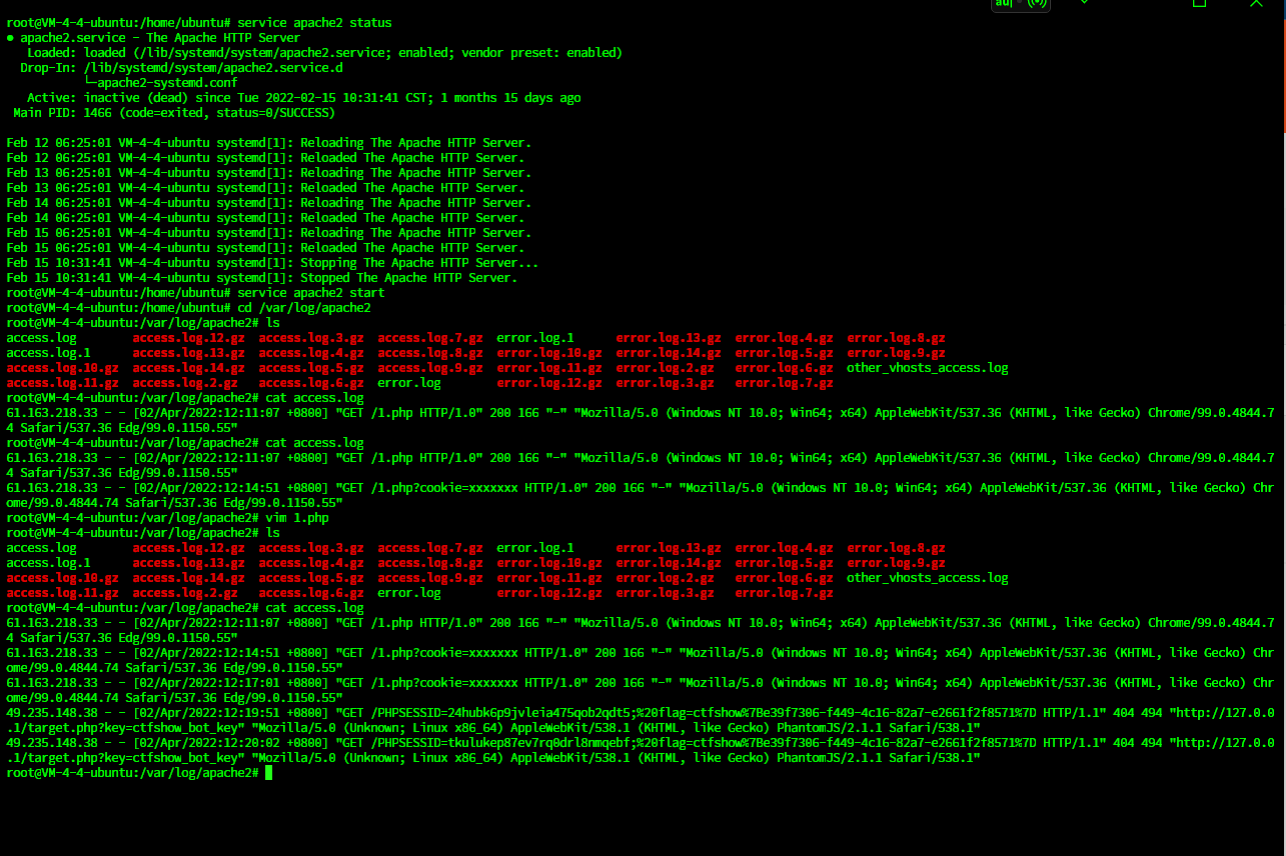 root@VM-4-4-ubuntu:/home/ubuntu# service apache2 status
● apache2.service - The Apache HTTP Server
   Loaded: loaded (/lib/systemd/system/apache2.service; enabled; vendor preset: enabled)
  Drop-In: /lib/systemd/system/apache2.service.d
           └─apache2-systemd.conf
   Active: inactive (dead) since Tue 2022-02-15 10:31:41 CST; 1 months 15 days ago
 Main PID: 1466 (code=exited, status=0/SUCCESS)

Feb 12 06:25:01 VM-4-4-ubuntu systemd[1]: Reloading The Apache HTTP Server.
Feb 12 06:25:01 VM-4-4-ubuntu systemd[1]: Reloaded The Apache HTTP Server.
Feb 13 06:25:01 VM-4-4-ubuntu systemd[1]: Reloading The Apache HTTP Server.
Feb 13 06:25:01 VM-4-4-ubuntu systemd[1]: Reloaded The Apache HTTP Server.
Feb 14 06:25:01 VM-4-4-ubuntu systemd[1]: Reloading The Apache HTTP Server.
Feb 14 06:25:01 VM-4-4-ubuntu systemd[1]: Reloaded The Apache HTTP Server.
Feb 15 06:25:01 VM-4-4-ubuntu systemd[1]: Reloading The Apache HTTP Server.
Feb 15 06:25:01 VM-4-4-ubuntu systemd[1]: Reloaded The Apache HTTP Server.
Feb 15 10:31:41 VM-4-4-ubuntu systemd[1]: Stopping The Apache HTTP Server...
Feb 15 10:31:41 VM-4-4-ubuntu systemd[1]: Stopped The Apache HTTP Server.
root@VM-4-4-ubuntu:/home/ubuntu# service apache2 start
root@VM-4-4-ubuntu:/home/ubuntu# cd /var/log/apache2
root@VM-4-4-ubuntu:/var/log/apache2# ls
access.log        access.log.12.gz  access.log.3.gz  access.log.7.gz  error.log.1      error.log.13.gz  error.log.4.gz  error.log.8.gz
access.log.1      access.log.13.gz  access.log.4.gz  access.log.8.gz  error.log.10.gz  error.log.14.gz  error.log.5.gz  error.log.9.gz
access.log.10.gz  access.log.14.gz  access.log.5.gz  access.log.9.gz  error.log.11.gz  error.log.2.gz   error.log.6.gz  other_vhosts_access.log
access.log.11.gz  access.log.2.gz   access.log.6.gz  error.log        error.log.12.gz  error.log.3.gz   error.log.7.gz
root@VM-4-4-ubuntu:/var/log/apache2# cat access.log
61.163.218.33 - - [02/Apr/2022:12:11:07 +0800] "GET /1.php HTTP/1.0" 200 166 "-" "Mozilla/5.0 (Windows NT 10.0; Win64; x64) AppleWebKit/537.36 (KHTML, like Gecko) Chrome/99.0.4844.7
4 Safari/537.36 Edg/99.0.1150.55"
root@VM-4-4-ubuntu:/var/log/apache2# cat access.log
61.163.218.33 - - [02/Apr/2022:12:11:07 +0800] "GET /1.php HTTP/1.0" 200 166 "-" "Mozilla/5.0 (Windows NT 10.0; Win64; x64) AppleWebKit/537.36 (KHTML, like Gecko) Chrome/99.0.4844.7
4 Safari/537.36 Edg/99.0.1150.55"
61.163.218.33 - - [02/Apr/2022:12:14:51 +0800] "GET /1.php?cookie=xxxxxxx HTTP/1.0" 200 166 "-" "Mozilla/5.0 (Windows NT 10.0; Win64; x64) AppleWebKit/537.36 (KHTML, like Gecko) Chr
ome/99.0.4844.74 Safari/537.36 Edg/99.0.1150.55"
root@VM-4-4-ubuntu:/var/log/apache2# vim 1.php
root@VM-4-4-ubuntu:/var/log/apache2# ls
access.log        access.log.12.gz  access.log.3.gz  access.log.7.gz  error.log.1      error.log.13.gz  error.log.4.gz  error.log.8.gz
access.log.1      access.log.13.gz  access.log.4.gz  access.log.8.gz  error.log.10.gz  error.log.14.gz  error.log.5.gz  error.log.9.gz
access.log.10.gz  access.log.14.gz  access.log.5.gz  access.log.9.gz  error.log.11.gz  error.log.2.gz   error.log.6.gz  other_vhosts_access.log
access.log.11.gz  access.log.2.gz   access.log.6.gz  error.log        error.log.12.gz  error.log.3.gz   error.log.7.gz
root@VM-4-4-ubuntu:/var/log/apache2# cat access.log
61.163.218.33 - - [02/Apr/2022:12:11:07 +0800] "GET /1.php HTTP/1.0" 200 166 "-" "Mozilla/5.0 (Windows NT 10.0; Win64; x64) AppleWebKit/537.36 (KHTML, like Gecko) Chrome/99.0.4844.7
4 Safari/537.36 Edg/99.0.1150.55"
61.163.218.33 - - [02/Apr/2022:12:14:51 +0800] "GET /1.php?cookie=xxxxxxx HTTP/1.0" 200 166 "-" "Mozilla/5.0 (Windows NT 10.0; Win64; x64) AppleWebKit/537.36 (KHTML, like Gecko) Chr
ome/99.0.4844.74 Safari/537.36 Edg/99.0.1150.55"
61.163.218.33 - - [02/Apr/2022:12:17:01 +0800] "GET /1.php?cookie=xxxxxxx HTTP/1.0" 200 166 "-" "Mozilla/5.0 (Windows NT 10.0; Win64; x64) AppleWebKit/537.36 (KHTML, like Gecko) Chr
ome/99.0.4844.74 Safari/537.36 Edg/99.0.1150.55"
49.235.148.38 - - [02/Apr/2022:12:19:51 +0800] "GET /PHPSESSID=24hubk6p9jvleia475qob2qdt5;%20flag=ctfshow%7Be39f7306-f449-4c16-82a7-e2661f2f8571%7D HTTP/1.1" 404 494 "http://127.0.0
.1/target.php?key=ctfshow_bot_key" "Mozilla/5.0 (Unknown; Linux x86_64) AppleWebKit/538.1 (KHTML, like Gecko) PhantomJS/2.1.1 Safari/538.1"
49.235.148.38 - - [02/Apr/2022:12:20:02 +0800] "GET /PHPSESSID=tkulukep87ev7rq0drl8nmqebf;%20flag=ctfshow%7Be39f7306-f449-4c16-82a7-e2661f2f8571%7D HTTP/1.1" 404 494 "http://127.0.0
.1/target.php?key=ctfshow_bot_key" "Mozilla/5.0 (Unknown; Linux x86_64) AppleWebKit/538.1 (KHTML, like Gecko) PhantomJS/2.1.1 Safari/538.1"
root@VM-4-4-ubuntu:/var/log/apache2#